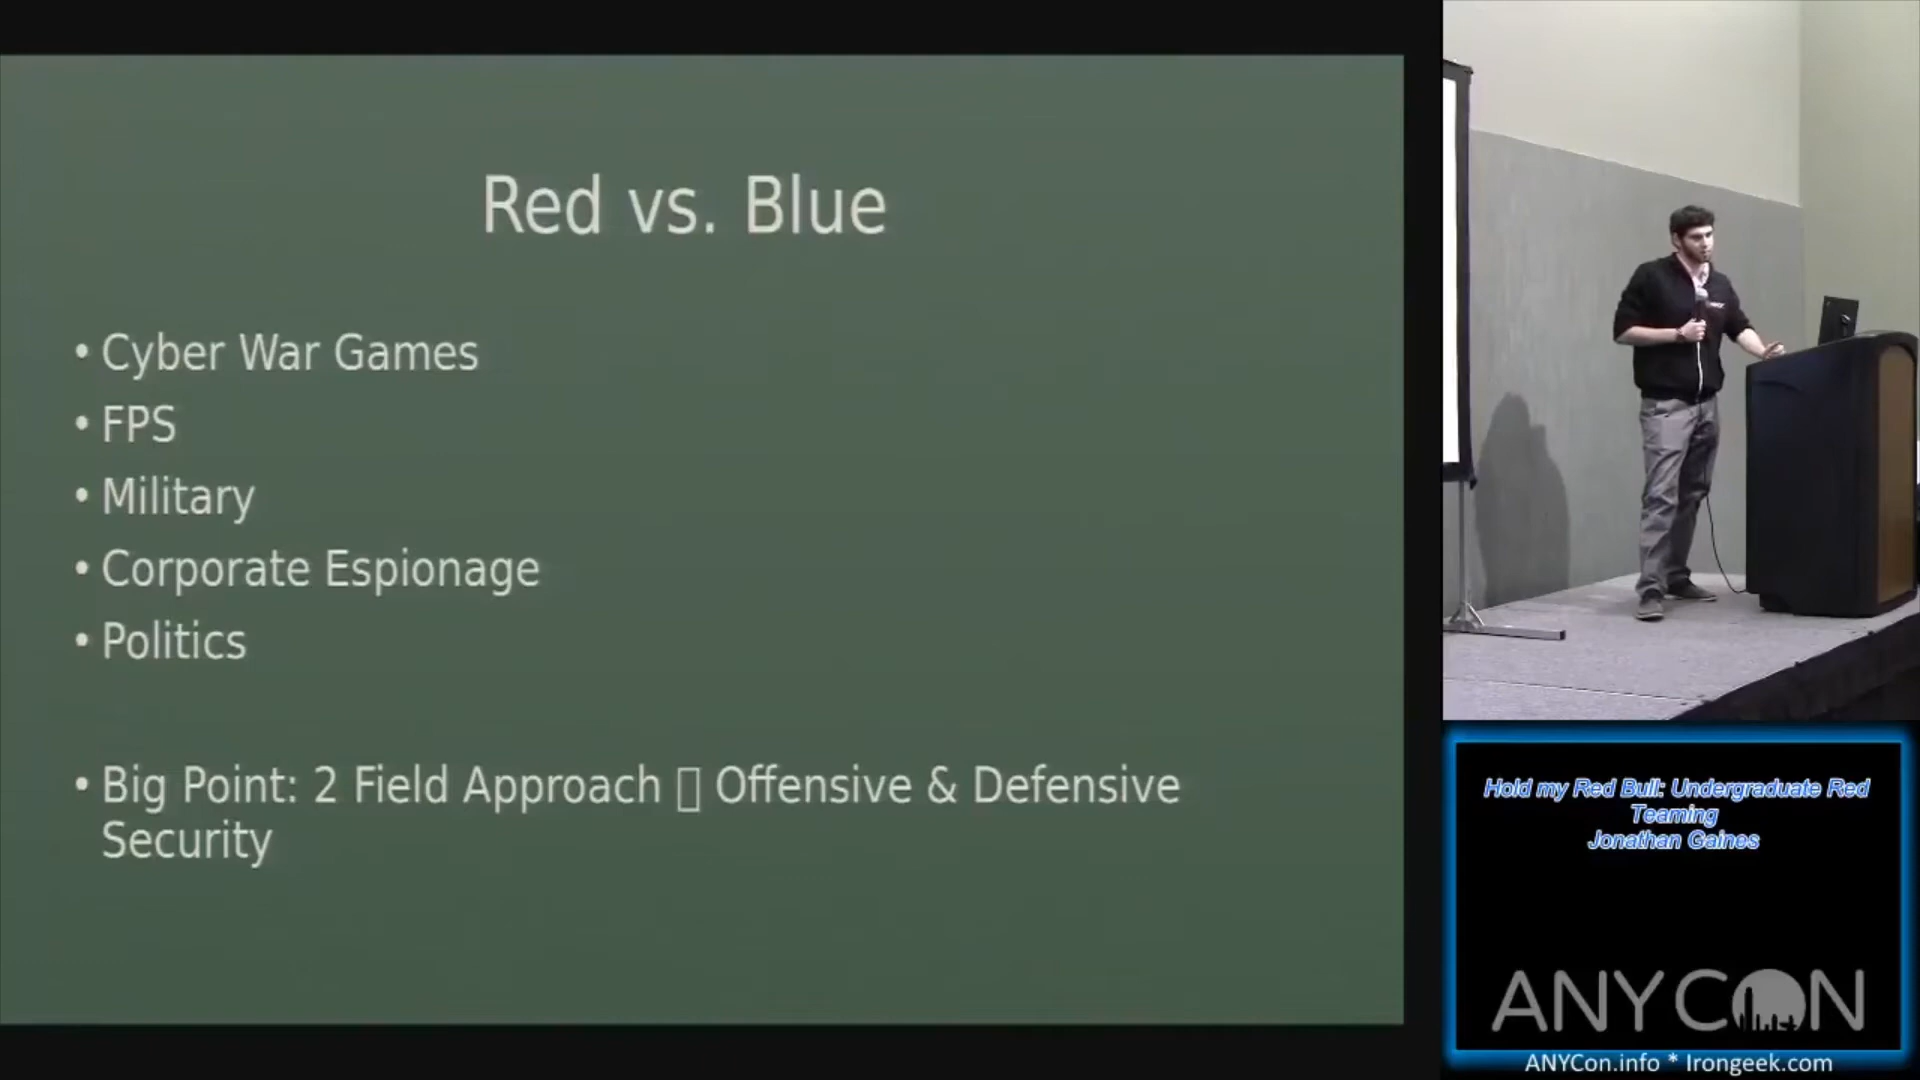 Red vs. Blue
• Cyber War Games
• FPS
• Military
• Corporate Espionage
• Politics
• Big Point: 2 Field Approach ▯ Offensive & Defensive
Security
Hold my Red Bull: Undergraduate Red
Teaming
Jonathan Gaines
ANYCON
ANYCon.info * Irongeek.com